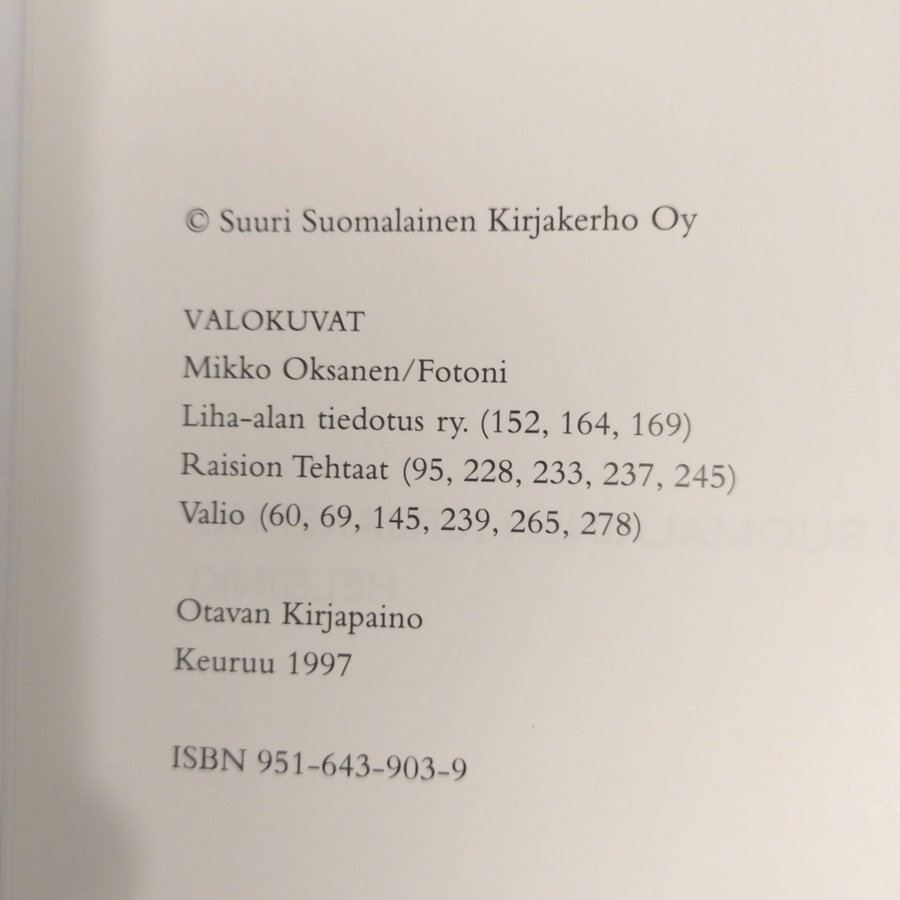 © Suuri Suomalainen Kirjakerho Oy
VALOKUVAT
Mikko Oksanen/Fotoni
Liha-alan tiedotus ry. (152, 164, 169)
Raision Tehtaat (95, 228, 233, 237, 245)
Valio (60, 69, 145, 239, 265, 278)
Otavan Kirjapaino
Keuruu 1997
ISBN 951-643-903-9